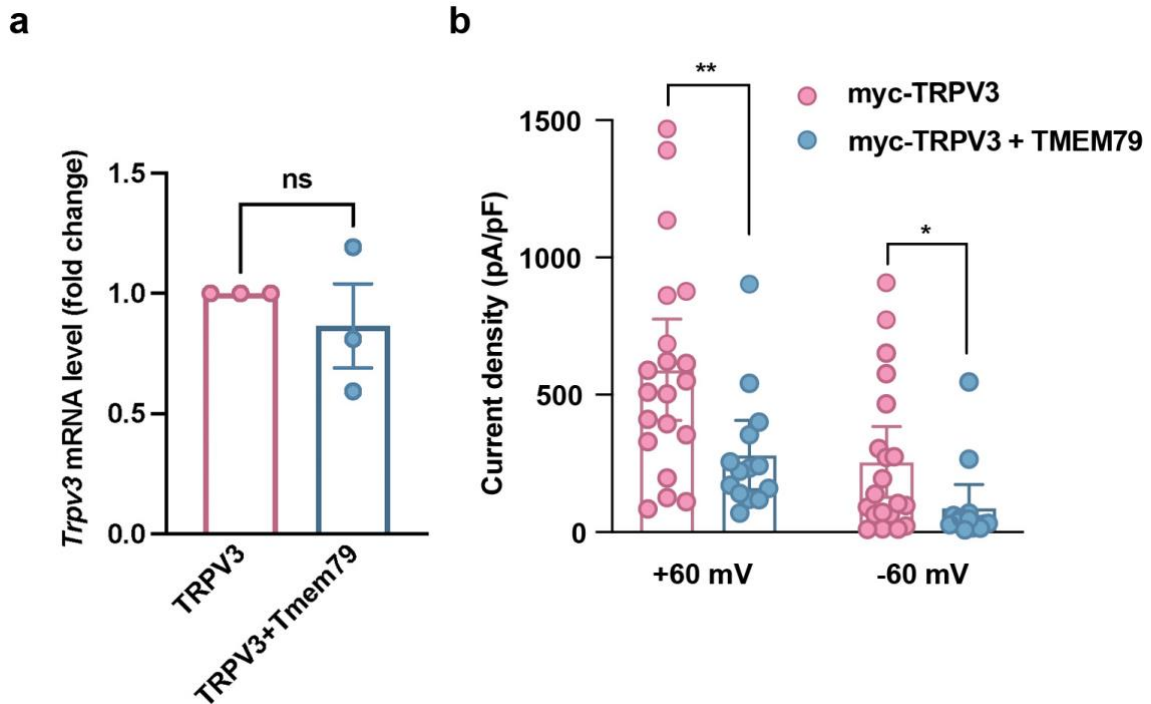 a
Trpv3 mRNA level (fold change)
1.5
1.0
0.5
0.0
ns
TRPV3
TRPV3+Tmem79
b
Current density (pA/pF)
1500
1000
500
0
**
*
myc-TRPV3
myc-TRPV3 + TMEM79
+60 mV
-60 mV